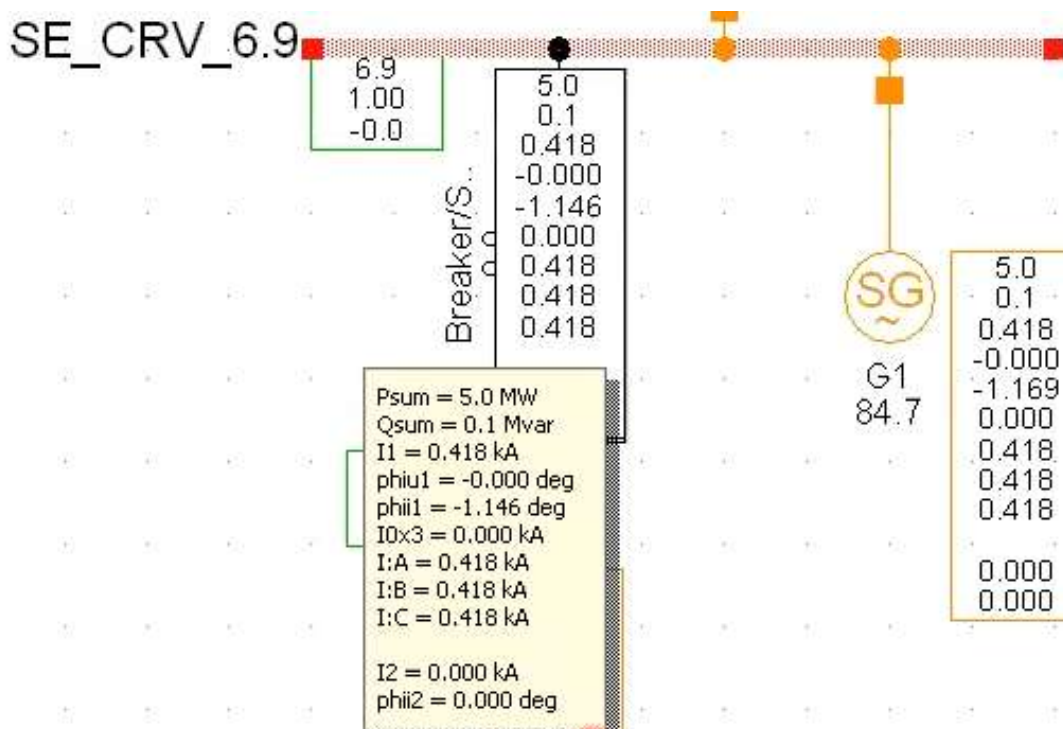 SE_CRV_6.9
6.9
1.00
-0.0
Breaker/S..
5.0
0.1
0.418
-0.000
-1.146
0.000
0.418
0.418
0.418
Psum = 5.0 MW
Qsum = 0.1 Mvar
I1 = 0.418 kA
phiu1 = -0.000 deg
phii1 = -1.146 deg
I0x3 = 0.000 kA
I:A = 0.418 kA
I:B = 0.418 kA
I:C = 0.418 kA
I2 = 0.000 kA
phii2 = 0.000 deg
SG
~
G1
84.7
5.0
0.1
0.418
-0.000
-1.169
0.000
0.418
0.418
0.418
0.000
0.000